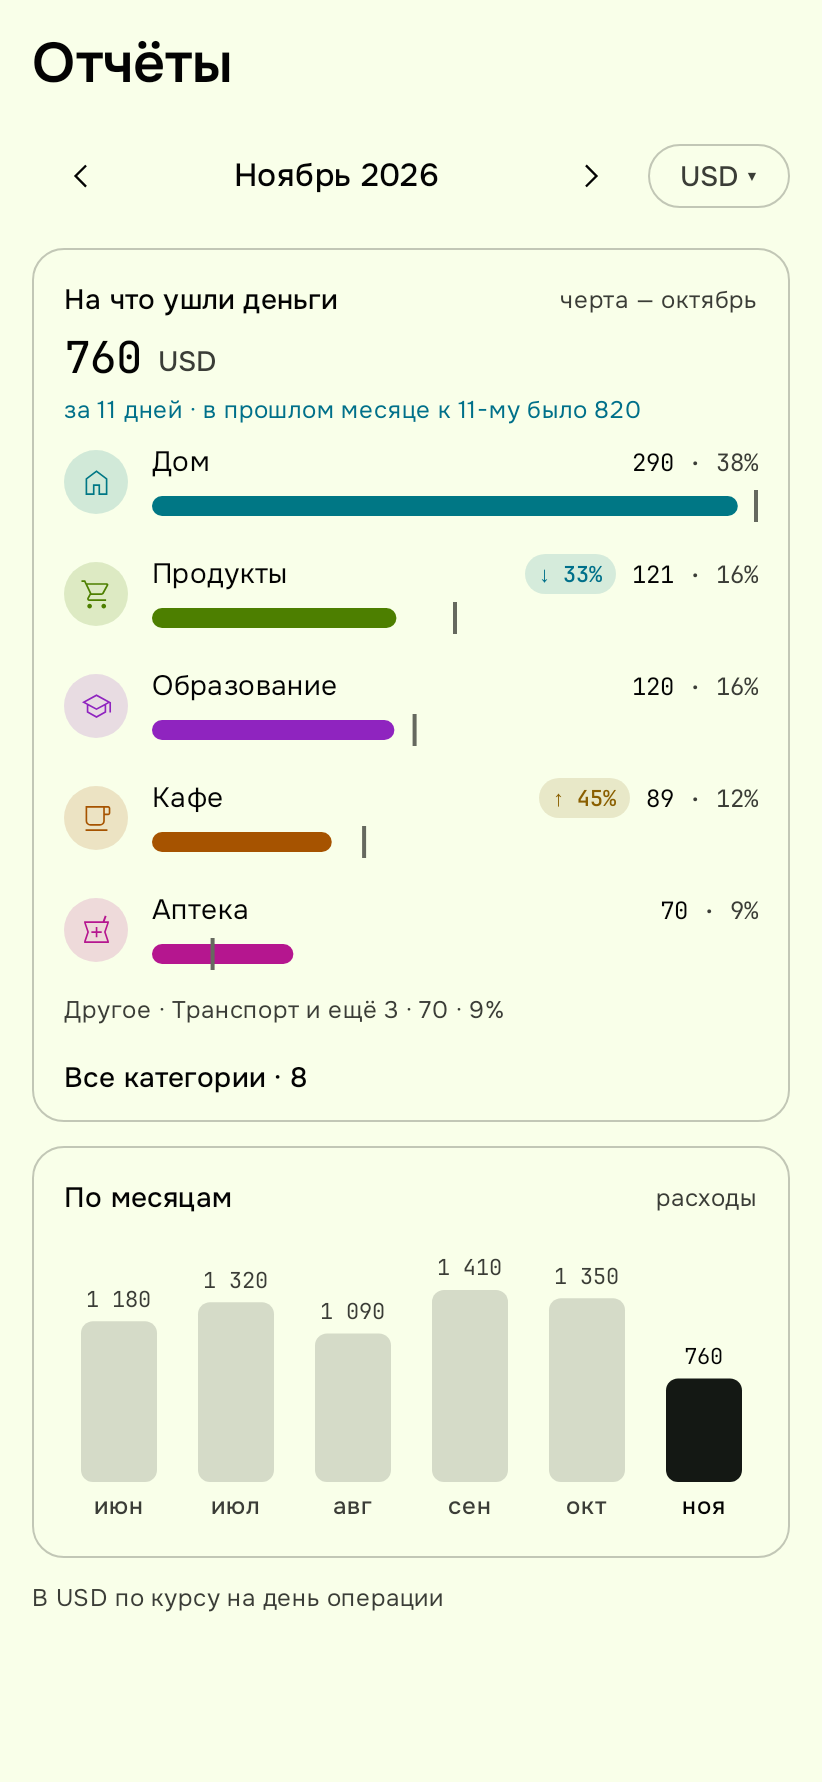 Отчёты
Ноябрь 2026
USD ▾
На что ушли деньги
черта — октябрь
760 USD
за 11 дней · в прошлом месяце к 11-му было 820
Дом
290 · 38%
Продукты
↓ 33% 121 · 16%
Образование
120 · 16%
Кафе
↑ 45% 89 · 12%
Аптека
70 · 9%
Другое · Транспорт и ещё 3 · 70 · 9%
Все категории · 8
По месяцам
расходы
1 180
1 320
1 090
1 410
1 350
760
июн
июл
авг
сен
окт
ноя
В USD по курсу на день операции